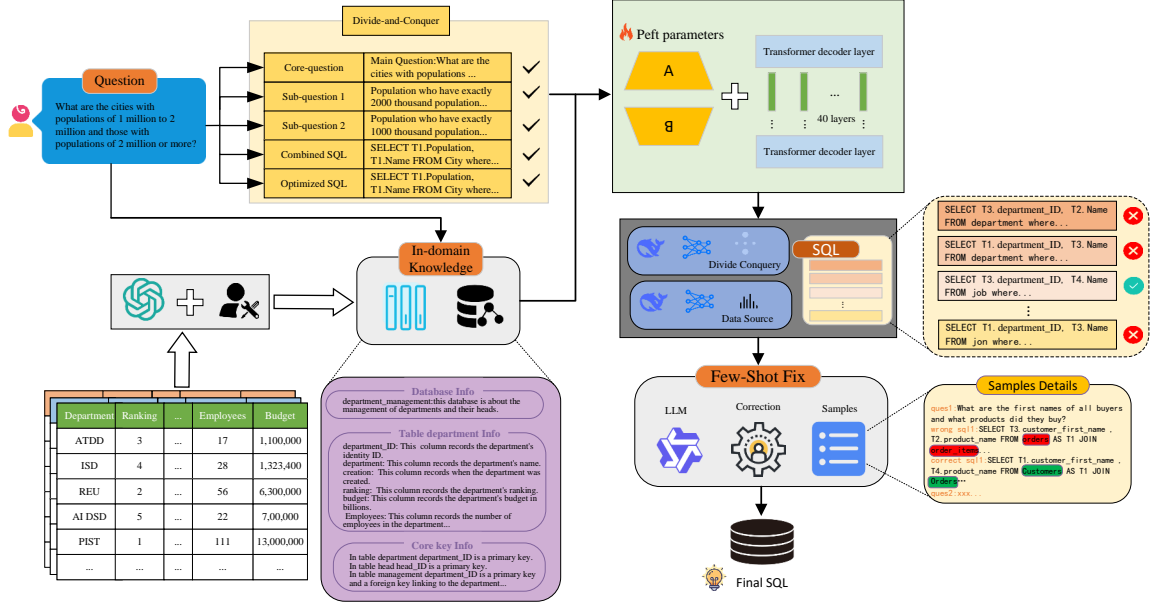 Divide-and-Conquer
Question
What are the cities with
populations of 1 million to 2
million and those with
populations of 2 million or more?
Core-question
Main Question:What are the
cities with populations ...
Sub-question 1
Population who have exactly
2000 thousand population...
Sub-question 2
Population who have exactly
1000 thousand population...
Combined SQL
SELECT T1.Population,
T1.Name FROM City where...
Optimized SQL
SELECT T1.Population,
T1.Name FROM City where...
In-domain
Knowledge
Department Ranking ... Employees Budget
ATDD 3 ... 17 1,100,000
ISD 4 ... 28 1,323,400
REU 2 ... 56 6,300,000
AI DSD 5 ... 22 7,00,000
PIST 1 ... 111 13,000,000
... ... ... ... ...
Database Info
department_management:this database is about the
management of departments and their heads.
Table department Info
department_ID: This column records the department's
identity ID.
department: This column records the department's name.
creation: This column records when the department was
created.
ranking: This column records the department's ranking.
budget: This column records the department's budget in
billions.
Employees: This column records the number of
employees in the department...
Core key Info
In table department department_ID is a primary key.
In table head head_ID is a primary key.
In table management department_ID is a primary key
and a foreign key linking to the department...
Peft parameters
A
B
Transformer decoder layer
...
⋮ ⋮ 40 layers ⋮
Transformer decoder layer
Divide Conquery
Data Source
SQL
⋮
SELECT T3. department_ID, T2. Name
FROM department where...
SELECT T1. department_ID, T3. Name
FROM department where...
SELECT T3. department_ID, T4. Name
FROM job where...
⋮
SELECT T1. department_ID, T3. Name
FROM jon where...
Few-Shot Fix
LLM
Correction
Samples
Samples Details
ques1:What are the first names of all buyers
and what products did they buy?
wrong sql1:SELECT T3.customer_first_name ,
T2.product_name FROM orders AS T1 JOIN
order_items...
correct sql1:SELECT T1.customer_first_name ,
T4.product_name FROM Customers AS T1 JOIN
Orders…
ques2:xxx...
Final SQL